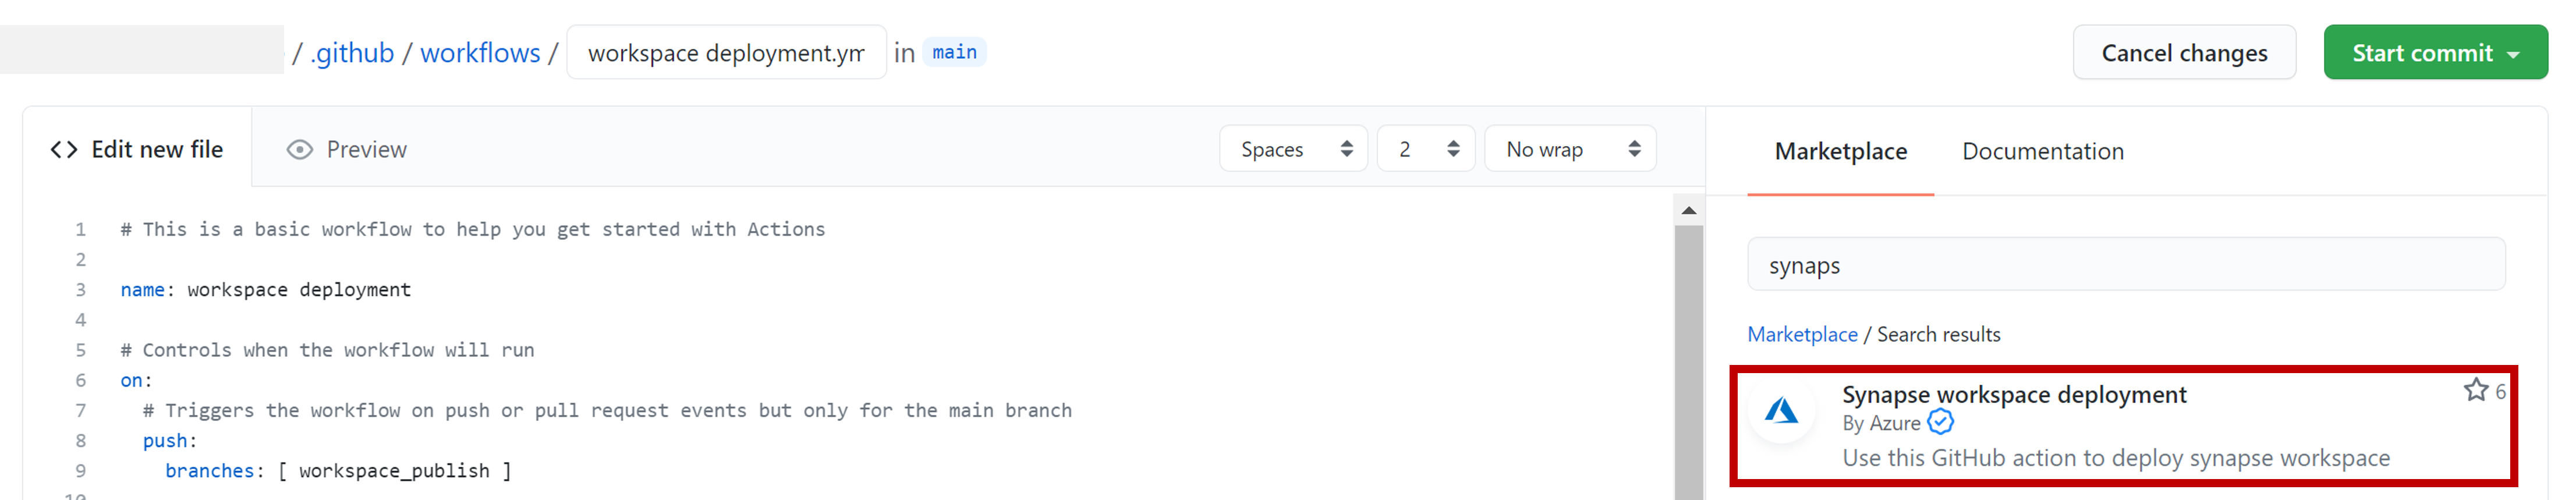 / .github / workflows / workspace deployment.ym in main
Cancel changes
Start commit
<> Edit new file
Preview
Spaces
2
No wrap
1 # This is a basic workflow to help you get started with Actions
2
3 name: workspace deployment
4
5 # Controls when the workflow will run
6 on:
7 # Triggers the workflow on push or pull request events but only for the main branch
8 push:
9 branches: [ workspace_publish ]
10
Marketplace
Documentation
synaps
Marketplace / Search results
Synapse workspace deployment
6
By Azure
Use this GitHub action to deploy synapse workspace